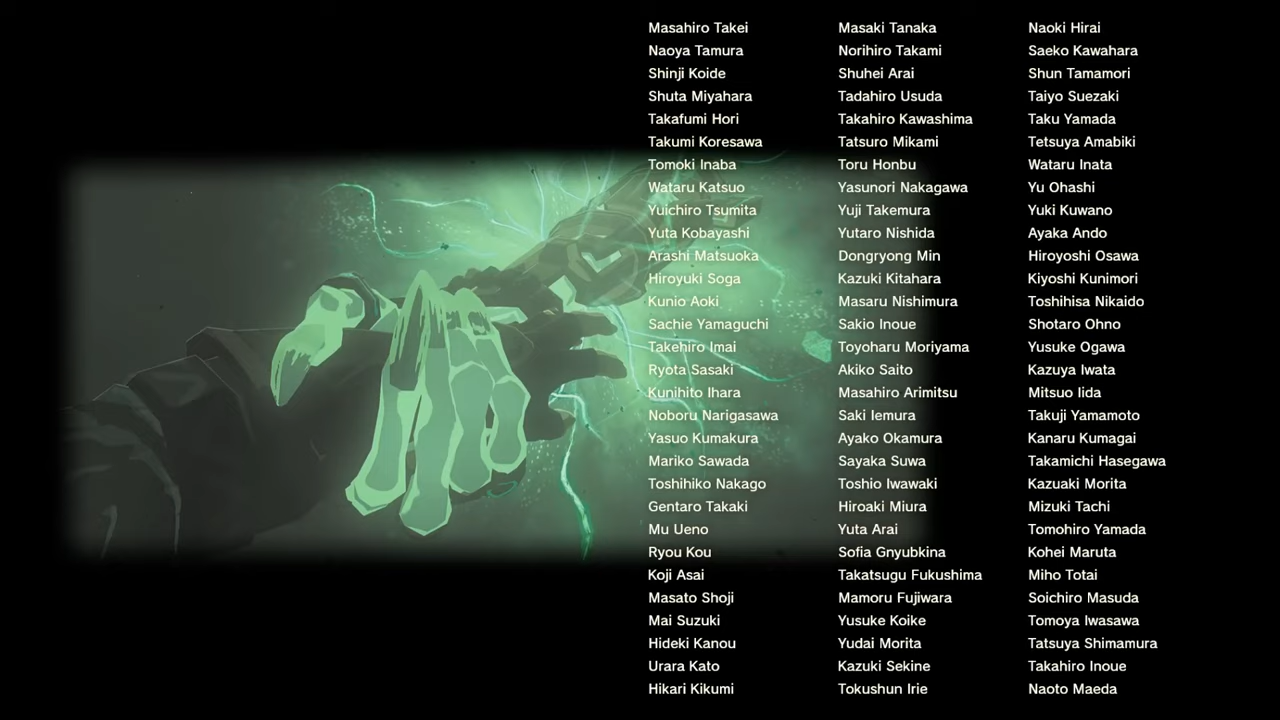 Masahiro Takei Masaki Tanaka Naoki Hirai
Naoya Tamura Norihiro Takami Saeko Kawahara
Shinji Koide Shuhei Arai Shun Tamamori
Shuta Miyahara Tadahiro Usuda Taiyo Suezaki
Takafumi Hori Takahiro Kawashima Taku Yamada
Takumi Koresawa Tatsuro Mikami Tetsuya Amabiki
Tomoki Inaba Toru Honbu Wataru Inata
Wataru Katsuo Yasunori Nakagawa Yu Ohashi
Yuichiro Tsumita Yuji Takemura Yuki Kuwano
Yuta Kobayashi Yutaro Nishida Ayaka Ando
Arashi Matsuoka Dongryong Min Hiroyoshi Osawa
Hiroyuki Soga Kazuki Kitahara Kiyoshi Kunimori
Kunio Aoki Masaru Nishimura Toshihisa Nikaido
Sachie Yamaguchi Sakio Inoue Shotaro Ohno
Takehiro Imai Toyoharu Moriyama Yusuke Ogawa
Ryota Sasaki Akiko Saito Kazuya Iwata
Kunihito Ihara Masahiro Arimitsu Mitsuo Iida
Noboru Narigasawa Saki Iemura Takuji Yamamoto
Yasuo Kumakura Ayako Okamura Kanaru Kumagai
Mariko Sawada Sayaka Suwa Takamichi Hasegawa
Toshihiko Nakago Toshio Iwawaki Kazuaki Morita
Gentaro Takaki Hiroaki Miura Mizuki Tachi
Mu Ueno Yuta Arai Tomohiro Yamada
Ryou Kou Sofia Gnyubkina Kohei Maruta
Koji Asai Takatsugu Fukushima Miho Totai
Masato Shoji Mamoru Fujiwara Soichiro Masuda
Mai Suzuki Yusuke Koike Tomoya Iwasawa
Hideki Kanou Yudai Morita Tatsuya Shimamura
Urara Kato Kazuki Sekine Takahiro Inoue
Hikari Kikumi Tokushun Irie Naoto Maeda